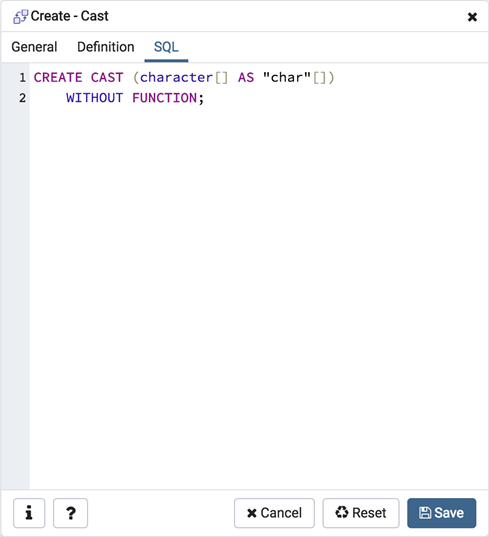 Create - Cast
General Definition SQL
1 CREATE CAST (character[] AS "char"[])
2 WITHOUT FUNCTION;
i ? Cancel Reset Save